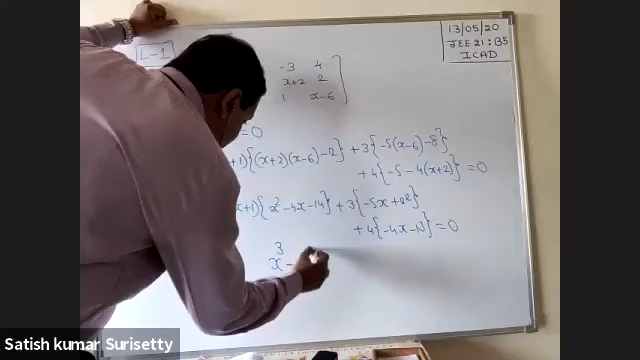 13/05/20
JEE 21 : B5
ICAD
L-1
-3 4
x+2 2
1 x-6
=0
+1){(x+2)(x-6)-2} +3{-5(x-6)-8}
+4{-5-4(x+2)} =0
x+1){x²-4x-14} +3{-5x+22}
+4{-4x-13} =0
x³ -
Satish kumar Surisetty